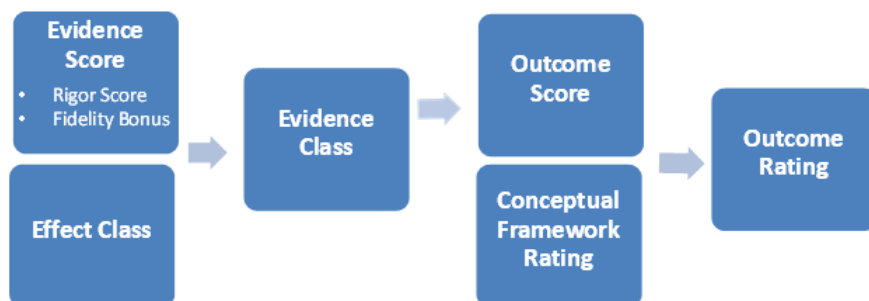 Evidence
Score
• Rigor Score
• Fidelity Bonus
Effect Class
Evidence
Class
Outcome
Score
Conceptual
Framework
Rating
Outcome
Rating